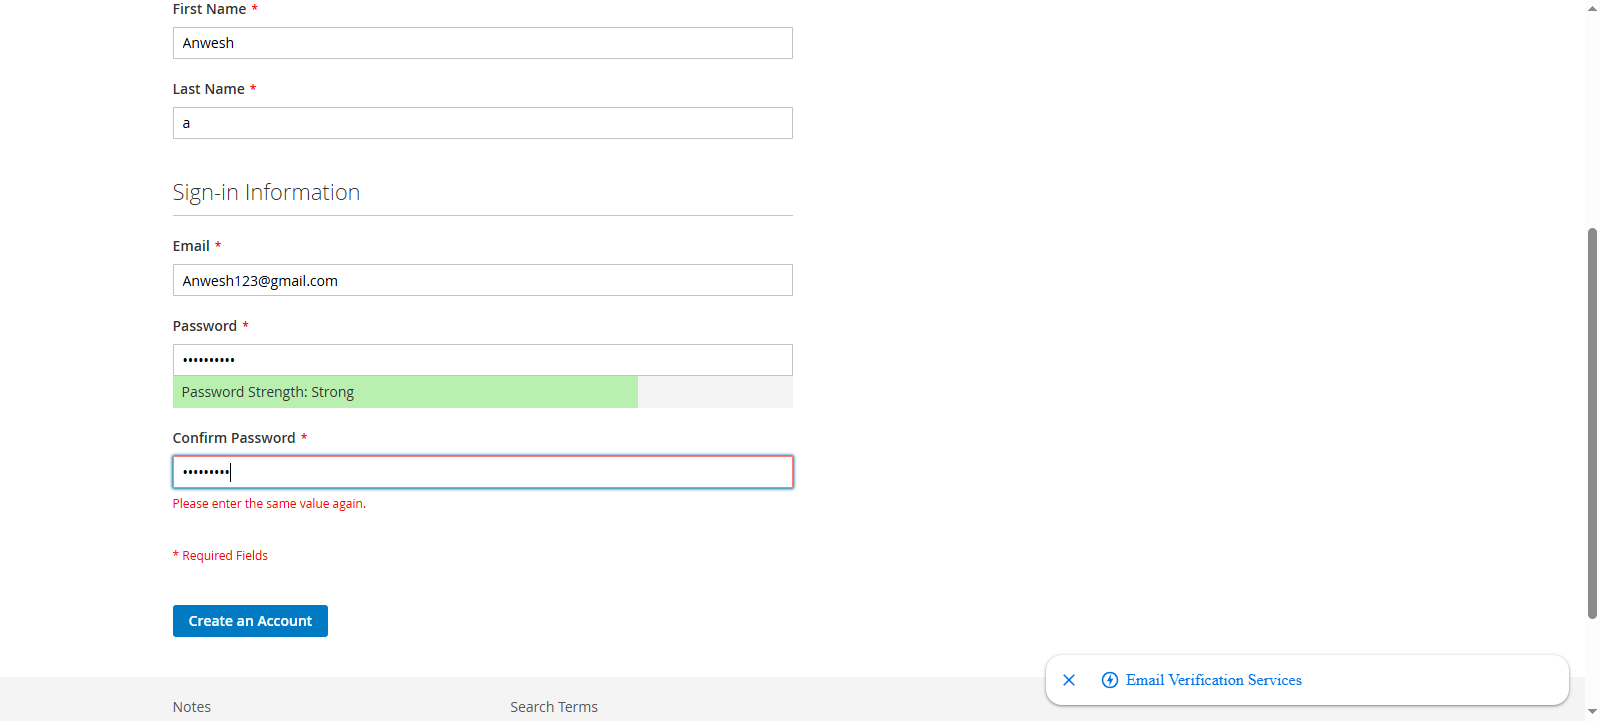 First Name *
Anwesh
Last Name *
a
Sign-in Information
Email *
Anwesh123@gmail.com
Password *
••••••••••
Password Strength: Strong
Confirm Password *
•••••••••
Please enter the same value again.
* Required Fields
Create an Account
Email Verification Services
Notes
Search Terms